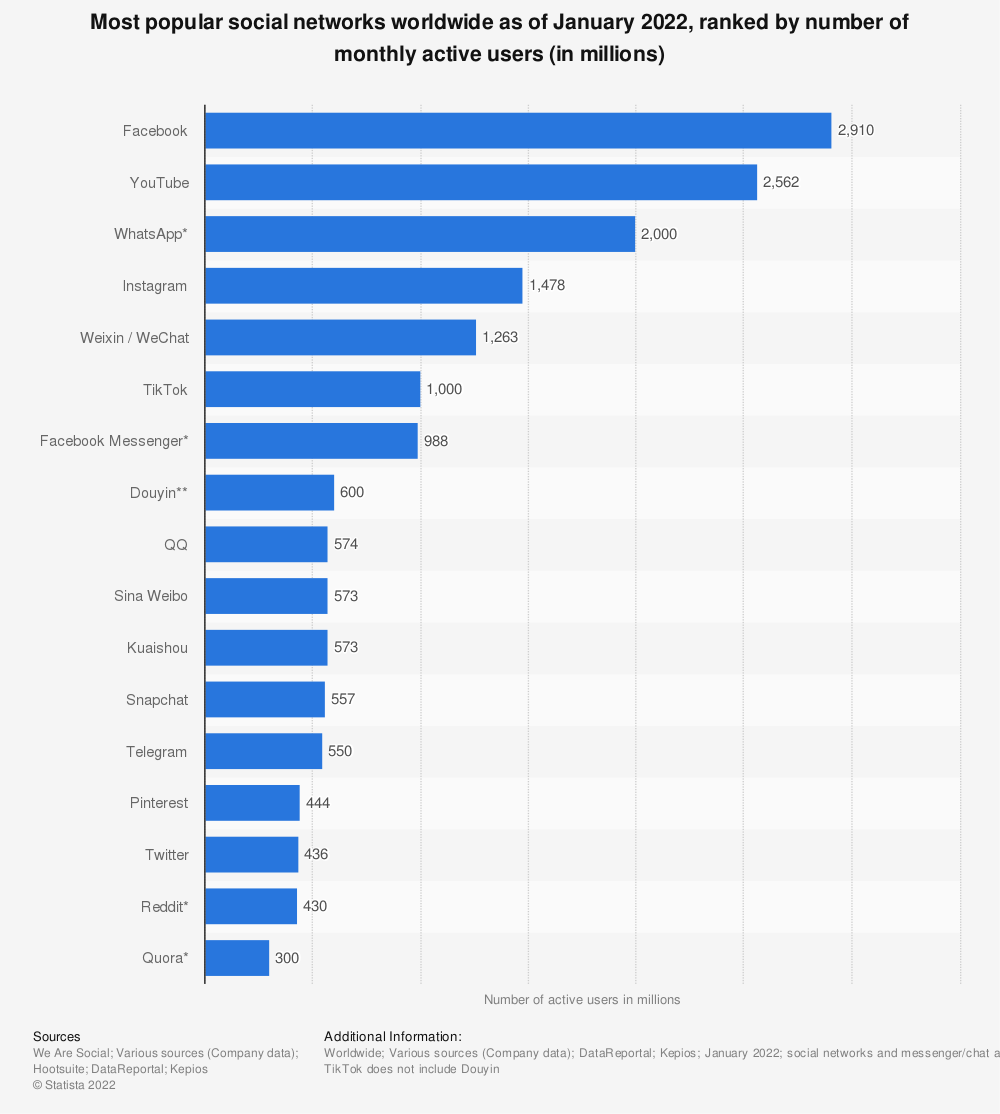 Most popular social networks worldwide as of January 2022, ranked by number of
monthly active users (in millions)
Facebook 2,910
YouTube 2,562
WhatsApp* 2,000
Instagram 1,478
Weixin / WeChat 1,263
TikTok 1,000
Facebook Messenger* 988
Douyin** 600
QQ 574
Sina Weibo 573
Kuaishou 573
Snapchat 557
Telegram 550
Pinterest 444
Twitter 436
Reddit* 430
Quora* 300
Number of active users in millions
Sources
We Are Social; Various sources (Company data);
Hootsuite; DataReportal; Kepios
© Statista 2022
Additional Information:
Worldwide; Various sources (Company data); DataReportal; Kepios; January 2022; social networks and messenger/chat a
TikTok does not include Douyin